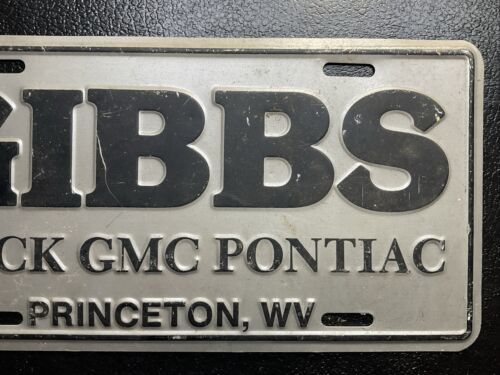 GIBBS
CK GMC PONTIAC
PRINCETON, WV